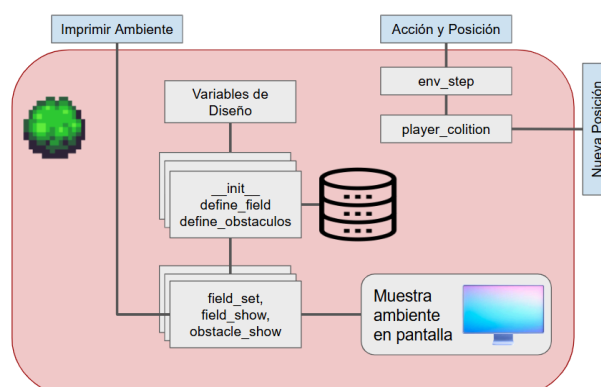 Imprimir Ambiente
Acción y Posición
env_step
Variables de
Diseño
player_colition
Nueva Posición
__init__
define_field
define_obstaculos
field_set,
field_show,
obstacle_show
Muestra
ambiente
en pantalla